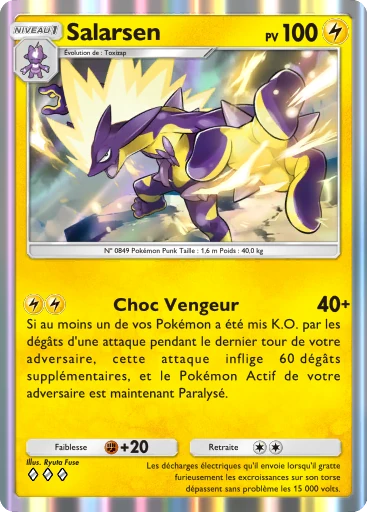 NIVEAU 1
Salarsen
PV 100
Évolution de : Toxizap
N° 0849 Pokémon Punk Taille : 1,6 m Poids : 40,0 kg
Choc Vengeur 40+
Si au moins un de vos Pokémon a été mis K.O. par les
dégâts d'une attaque pendant le dernier tour de votre
adversaire, cette attaque inflige 60 dégâts
supplémentaires, et le Pokémon Actif de votre
adversaire est maintenant Paralysé.
Faiblesse +20
Retraite
Illus. Ryuta Fuse
Les décharges électriques qu'il envoie lorsqu'il gratte
furieusement les excroissances sur son torse
dépassent sans problème les 15 000 volts.